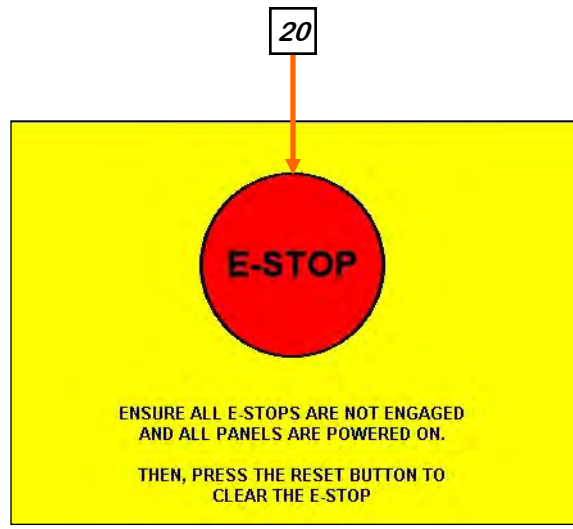 20
E-STOP
ENSURE ALL E-STOPS ARE NOT ENGAGED
AND ALL PANELS ARE POWERED ON.
THEN, PRESS THE RESET BUTTON TO
CLEAR THE E-STOP